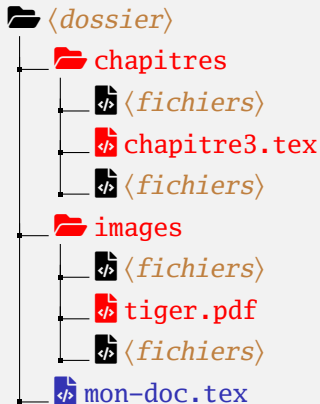 ⟨dossier⟩
chapitres
⟨fichiers⟩
chapitre3.tex
⟨fichiers⟩
images
⟨fichiers⟩
tiger.pdf
⟨fichiers⟩
mon-doc.tex